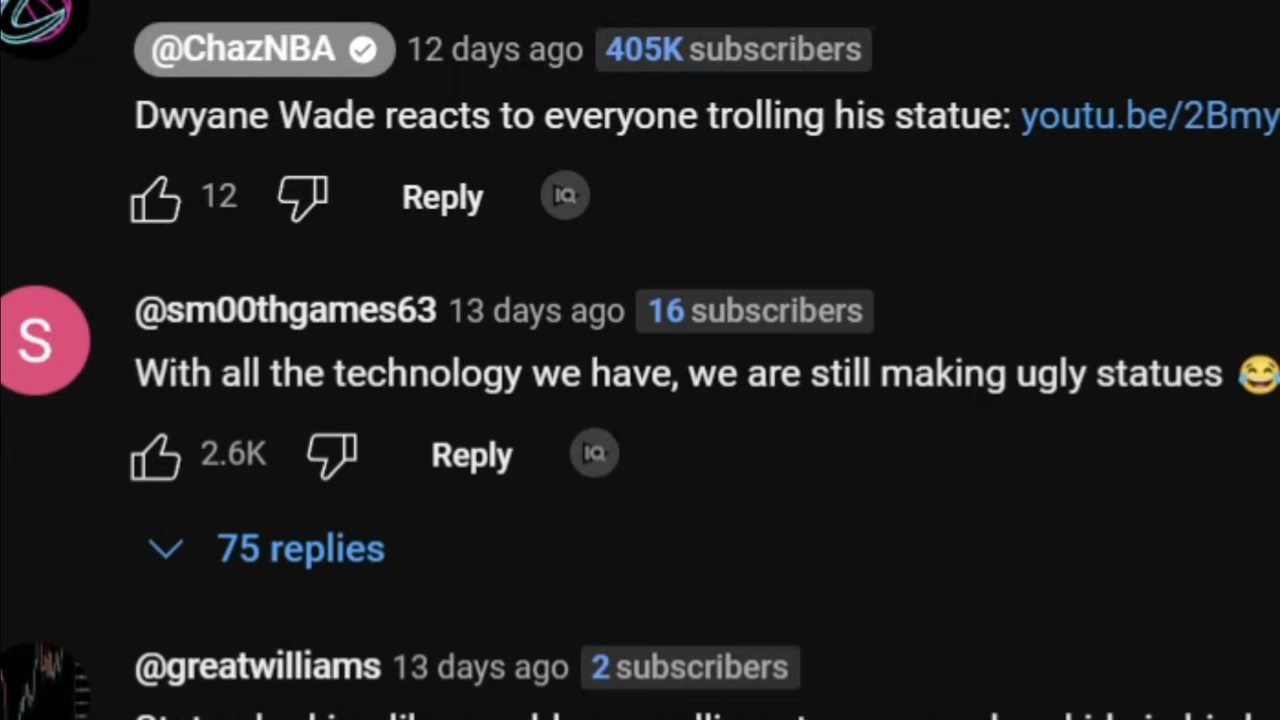 @ChazNBA 12 days ago 405K subscribers
Dwyane Wade reacts to everyone trolling his statue: youtu.be/2Bmy
12 Reply IQ
S @sm00thgames63 13 days ago 16 subscribers
With all the technology we have, we are still making ugly statues 😂
2.6K Reply IQ
75 replies
@greatwilliams 13 days ago 2 subscribers